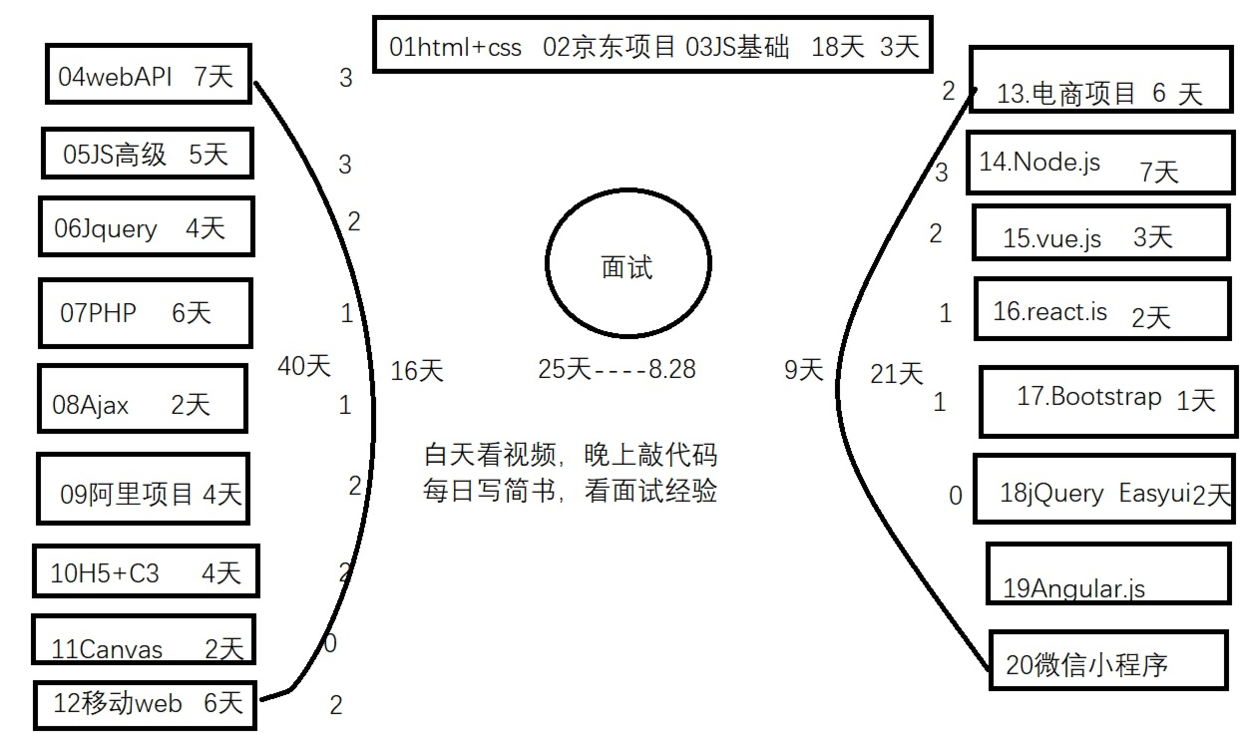 01html+css 02京东项目 03JS基础 18天 3天
04webAPI 7天
3
05JS高级 5天
3
06Jquery 4天
2
07PHP 6天
1
08Ajax 2天
1
09阿里项目 4天
2
10H5+C3 4天
2
11Canvas 2天
0
12移动web 6天
2
40天
16天
面试
25天----8.28
白天看视频，晚上敲代码
每日写简书，看面试经验
9天
21天
2
13.电商项目 6 天
3
14.Node.js 7天
2
15.vue.js 3天
1
16.react.is 2天
1
17.Bootstrap 1天
0
18jQuery Easyui2天
19Angular.js
20微信小程序